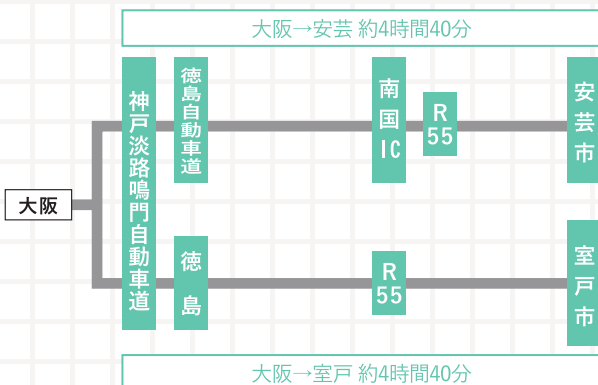 大阪→安芸 約4時間40分
大阪
神戸淡路鳴門自動車道
徳島自動車道
南国IC
R
55
安芸市
徳島
R
55
室戸市
大阪→室戸 約4時間40分